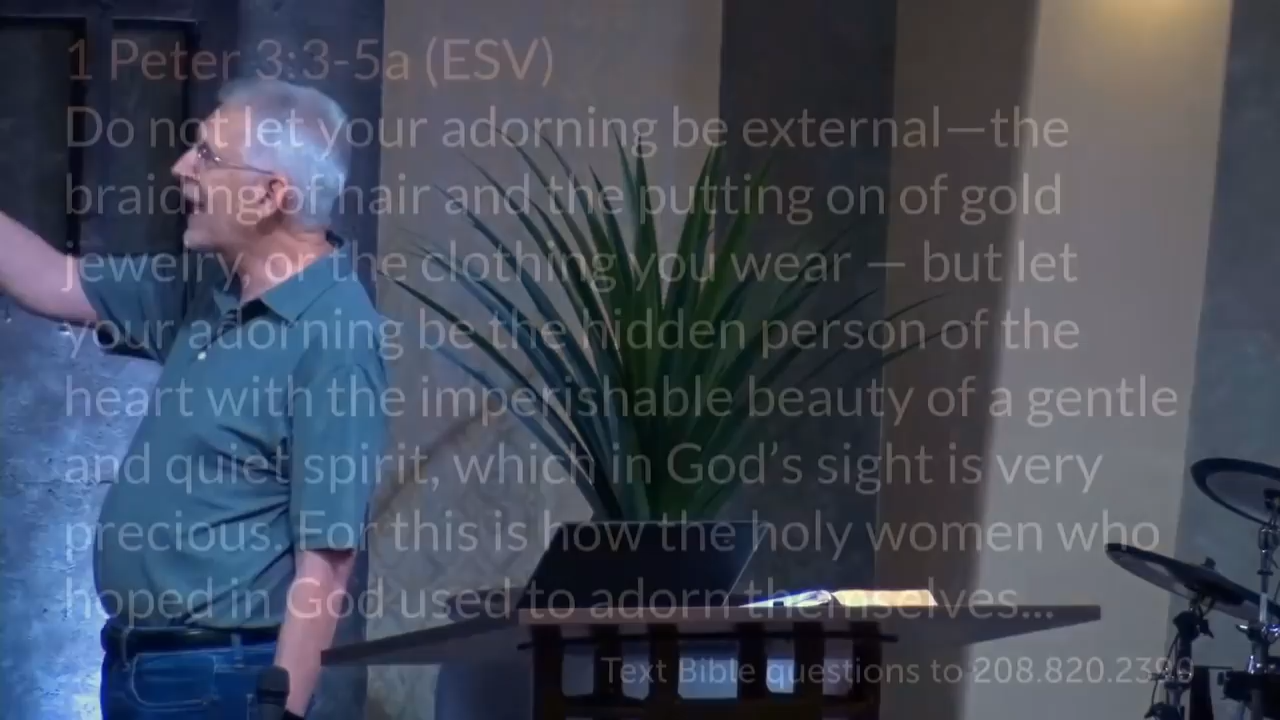 1 Peter 3:3-5a (ESV)
Do not let your adorning be external—the
braiding of hair and the putting on of gold
jewelry, or the clothing you wear — but let
your adorning be the hidden person of the
heart with the imperishable beauty of a gentle
and quiet spirit, which in God's sight is very
precious. For this is how the holy women who
hoped in God used to adorn themselves...
Text Bible questions to 208.820.2390